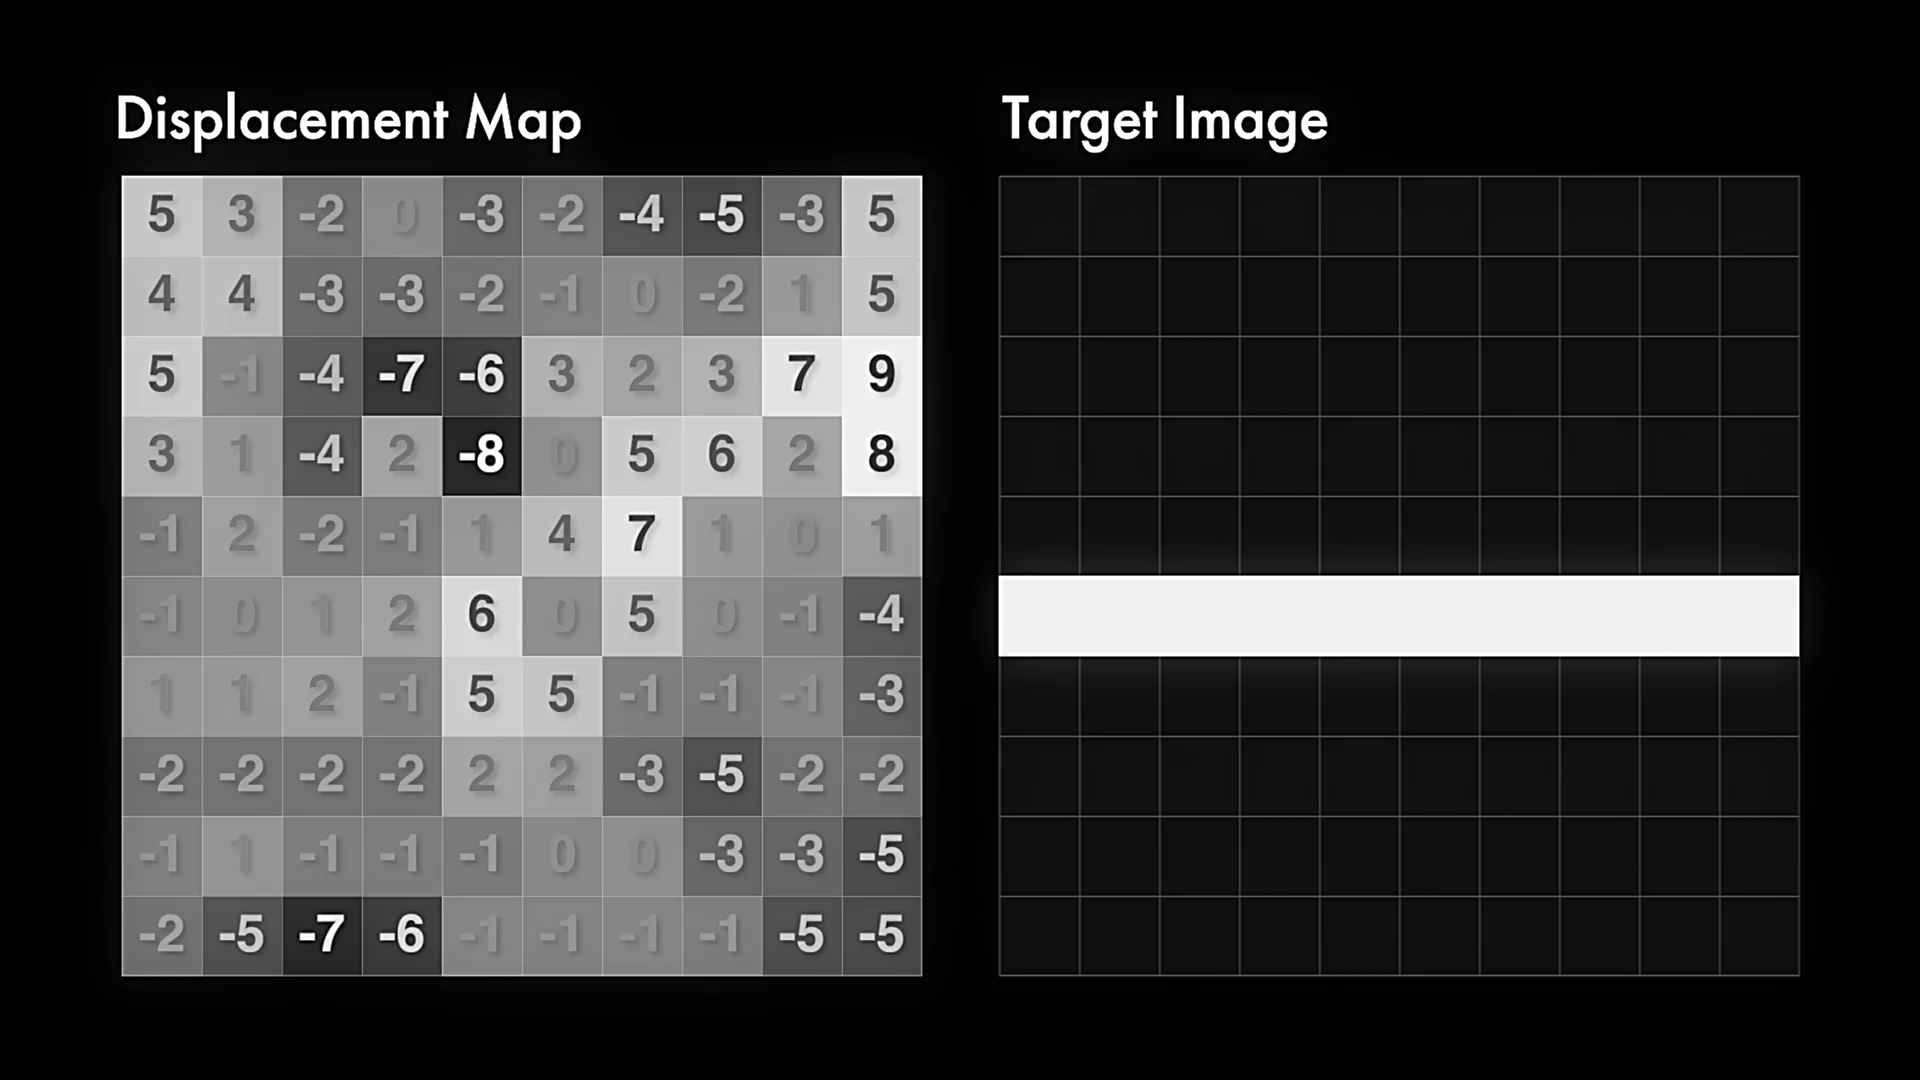 Displacement Map
Target Image
5 3 -2 0 -3 -2 -4 -5 -3 5
4 4 -3 -3 -2 -1 0 -2 1 5
5 -1 -4 -7 -6 3 2 3 7 9
3 1 -4 2 -8 0 5 6 2 8
-1 2 -2 -1 1 4 7 1 0 1
-1 0 1 2 6 0 5 0 -1 -4
1 1 2 -1 5 5 -1 -1 -1 -3
-2 -2 -2 -2 2 2 -3 -5 -2 -2
-1 1 -1 -1 -1 0 0 -3 -3 -5
-2 -5 -7 -6 -1 -1 -1 -1 -5 -5